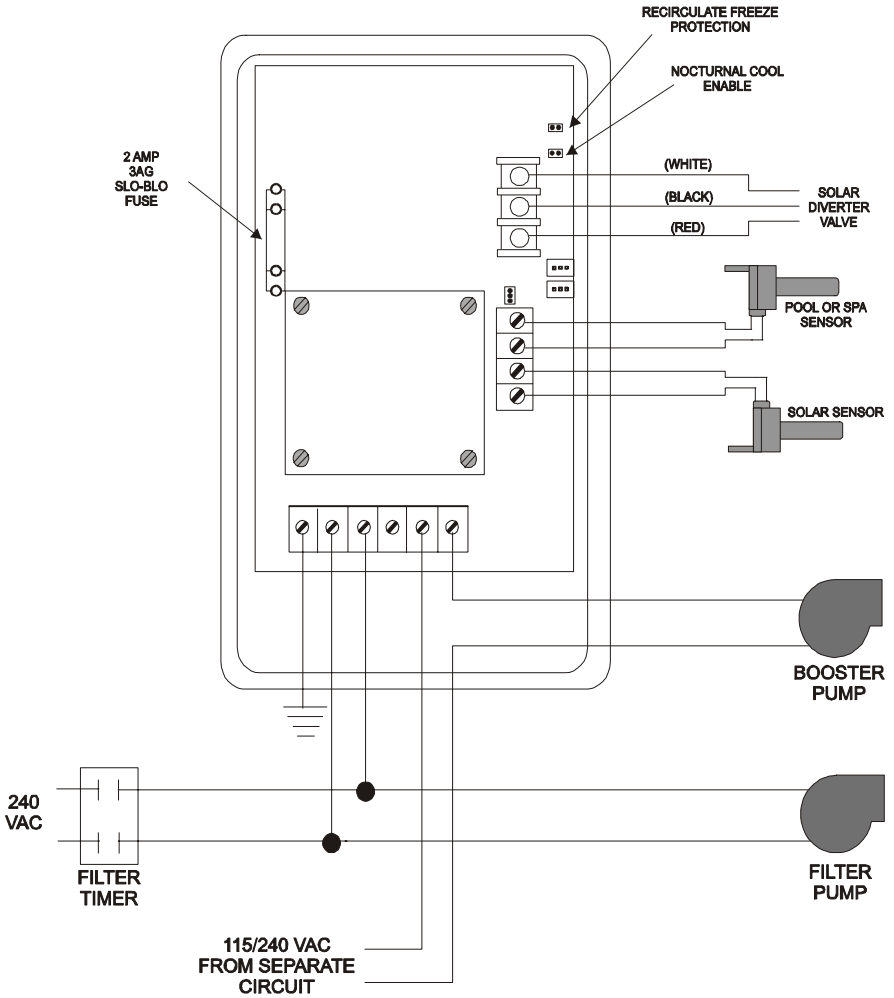 RECIRCULATE FREEZE
PROTECTION
NOCTURNAL COOL
ENABLE
2 AMP
3AG
SLO-BLO
FUSE
(WHITE)
(BLACK)
(RED)
SOLAR
DIVERTER
VALVE
POOL OR SPA
SENSOR
SOLAR SENSOR
BOOSTER
PUMP
240
VAC
FILTER
TIMER
FILTER
PUMP
115/240 VAC
FROM SEPARATE
CIRCUIT